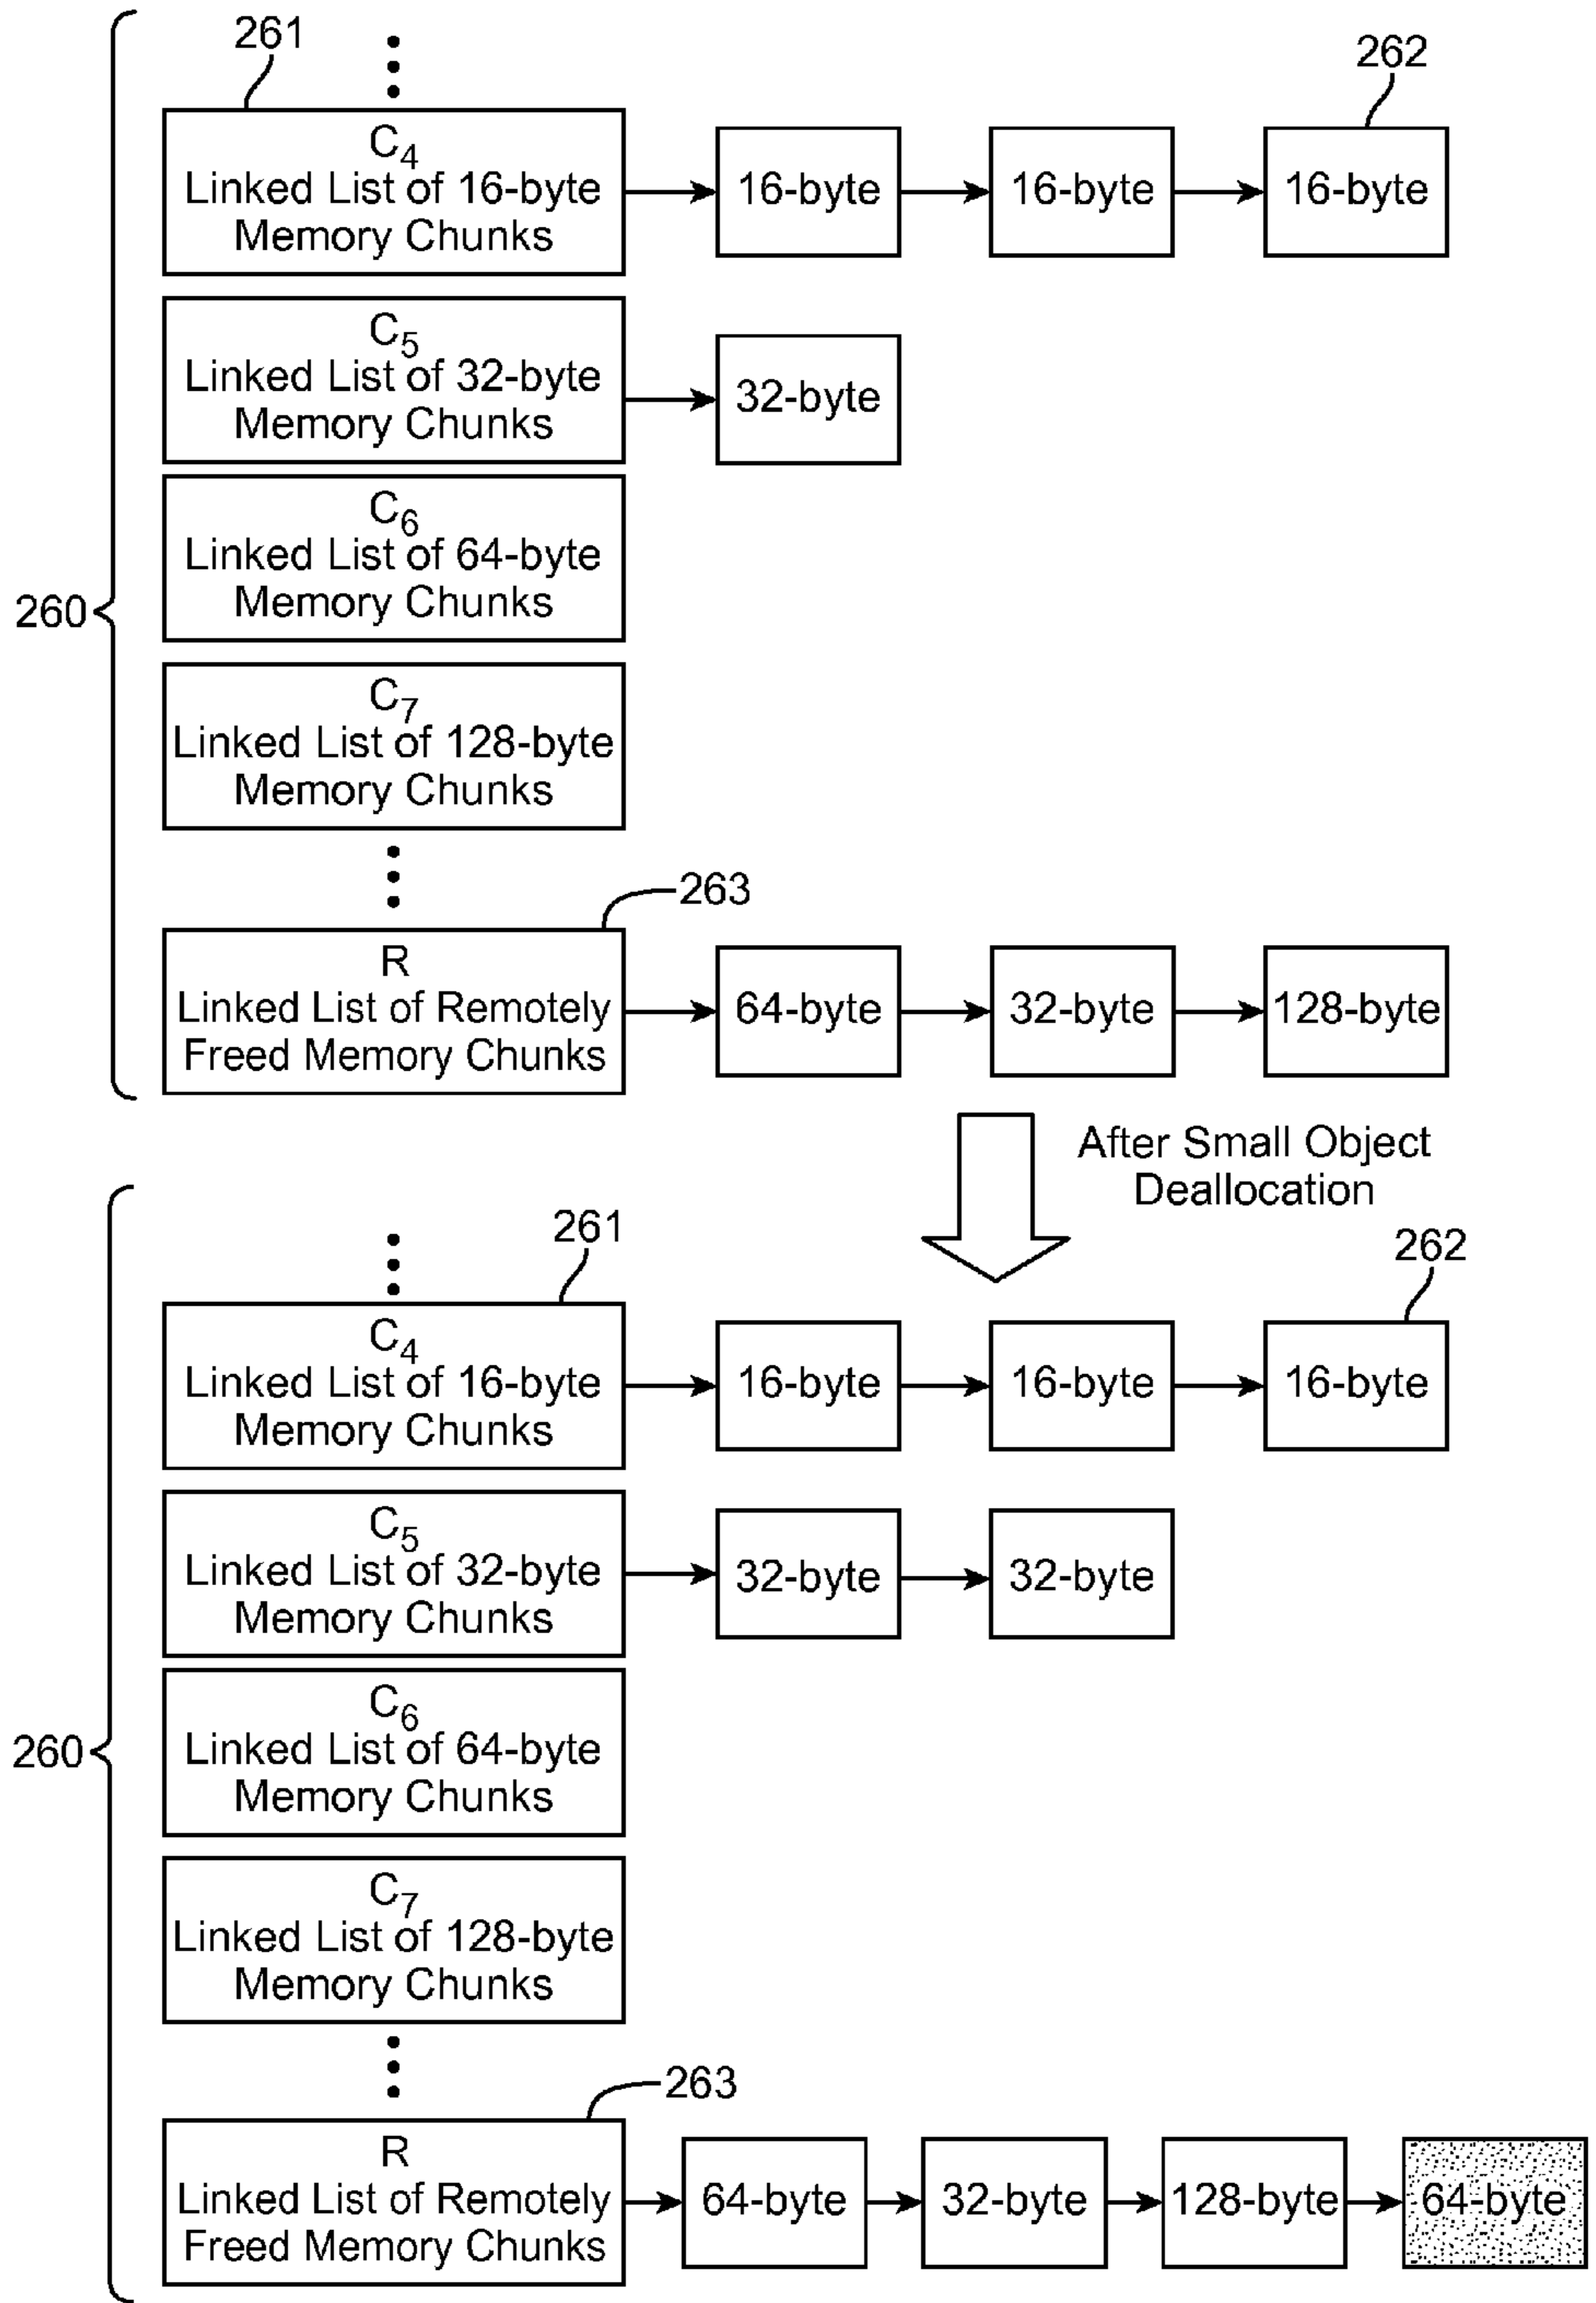 261
262
C4
Linked List of 16-byte
Memory Chunks
16-byte
16-byte
16-byte
C5
Linked List of 32-byte
Memory Chunks
32-byte
C6
Linked List of 64-byte
Memory Chunks
260
C7
Linked List of 128-byte
Memory Chunks
263
R
Linked List of Remotely
Freed Memory Chunks
64-byte
32-byte
128-byte
After Small Object
Deallocation
261
262
C4
Linked List of 16-byte
Memory Chunks
16-byte
16-byte
16-byte
C5
Linked List of 32-byte
Memory Chunks
32-byte
32-byte
C6
Linked List of 64-byte
Memory Chunks
260
C7
Linked List of 128-byte
Memory Chunks
263
R
Linked List of Remotely
Freed Memory Chunks
64-byte
32-byte
128-byte
64-byte